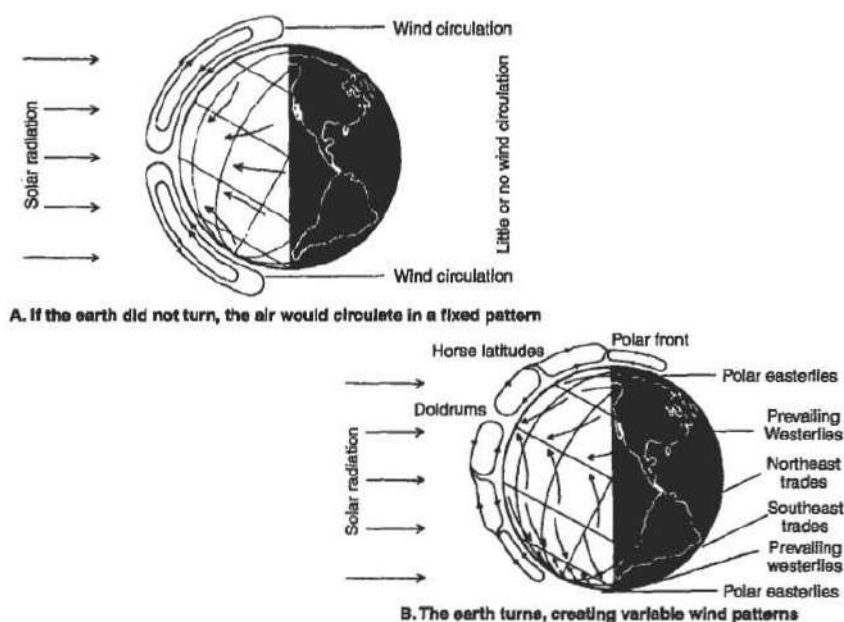 Wind circulation
Solar radiation
Little or no wind circulation
Wind circulation
A. If the earth did not turn, the air would circulate in a fixed pattern
Polar front
Horse latitudes
Polar easterlies
Doldrums
Prevailing
Westerlies
Solar radiation
Northeast
trades
Southeast
trades
Prevailing
westerlies
Polar easterlies
B. The earth turns, creating variable wind patterns